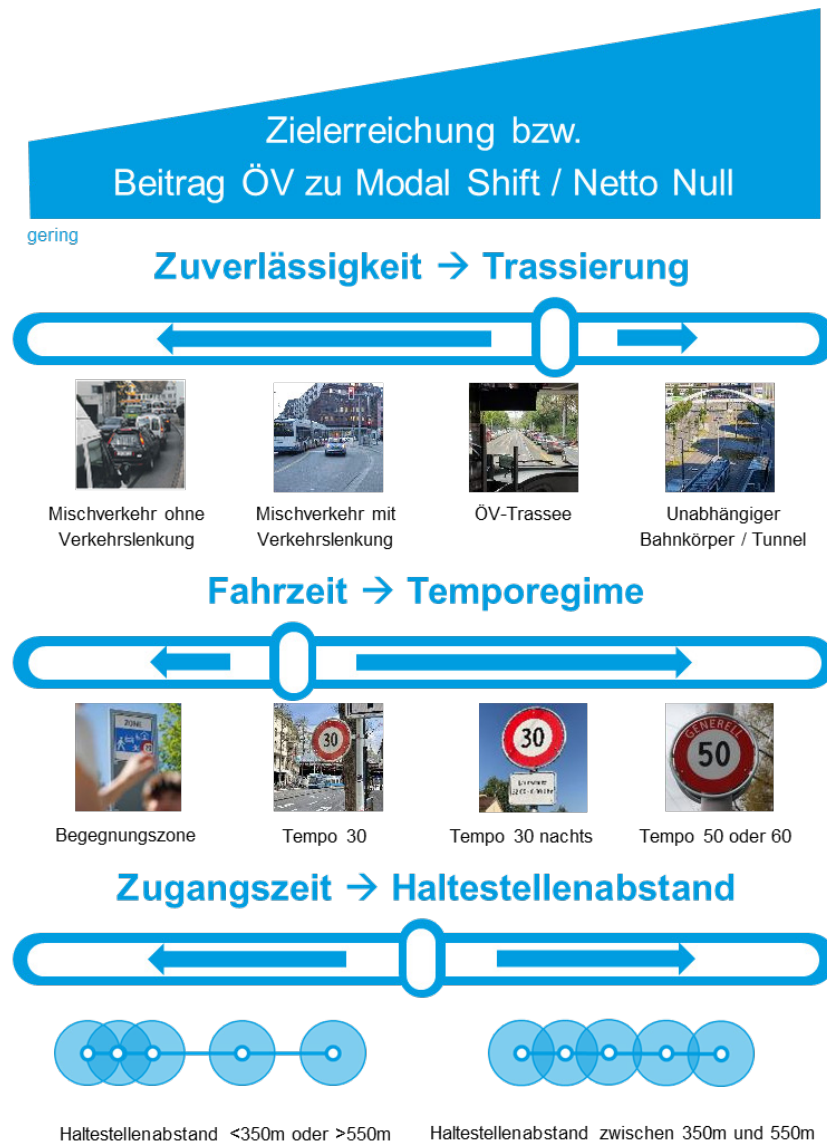 Zielerreichung bzw.
Beitrag ÖV zu Modal Shift / Netto Null
gering
Zuverlässigkeit → Trassierung
Mischverkehr ohne
Verkehrslenkung
Mischverkehr mit
Verkehrslenkung
ÖV-Trassee
Unabhängiger
Bahnkörper / Tunnel
Fahrzeit → Temporegime
ZONE
30
30
GENERELL
50
Begegnungszone
Tempo 30
Tempo 30 nachts
Tempo 50 oder 60
Zugangszeit → Haltestellenabstand
Haltestellenabstand <350m oder >550m
Haltestellenabstand zwischen 350m und 550m